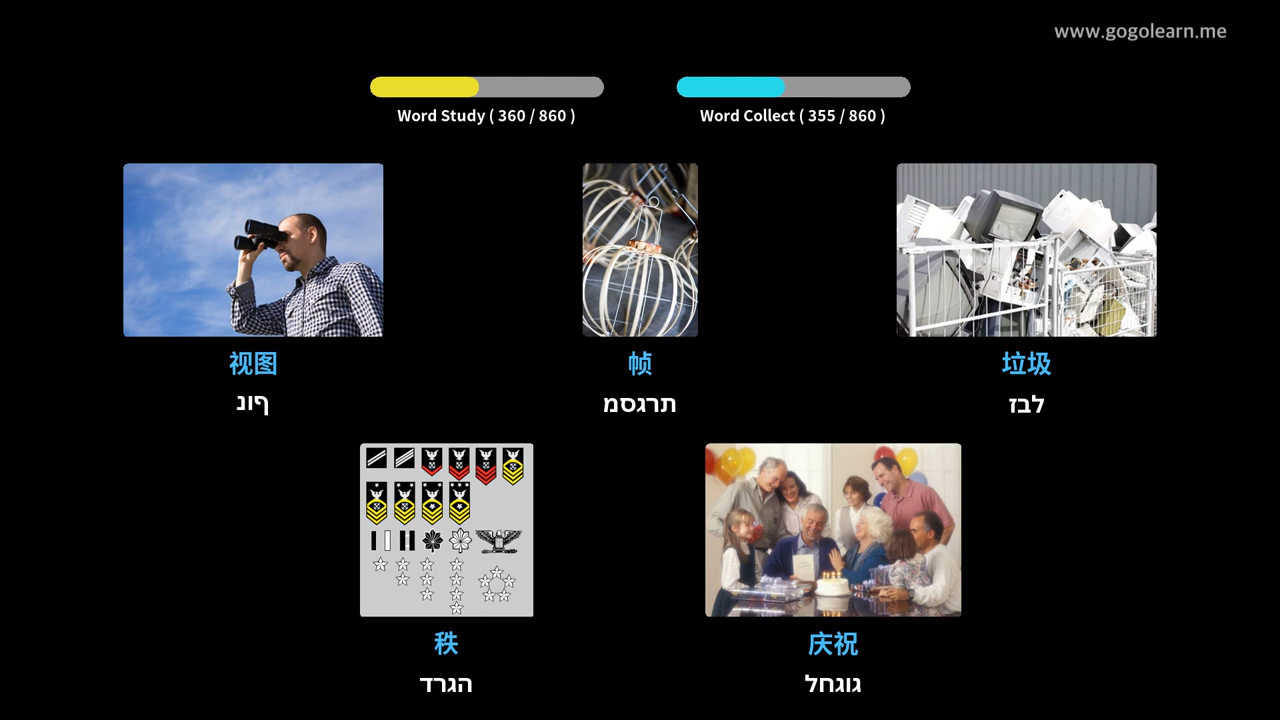 www.gogolearn.me
Word Study ( 360 / 860 )
Word Collect ( 355 / 860 )
视图
帧
垃圾
ףונ
תרגסמ
לבז
秩
庆祝
הגרד
גוגחל